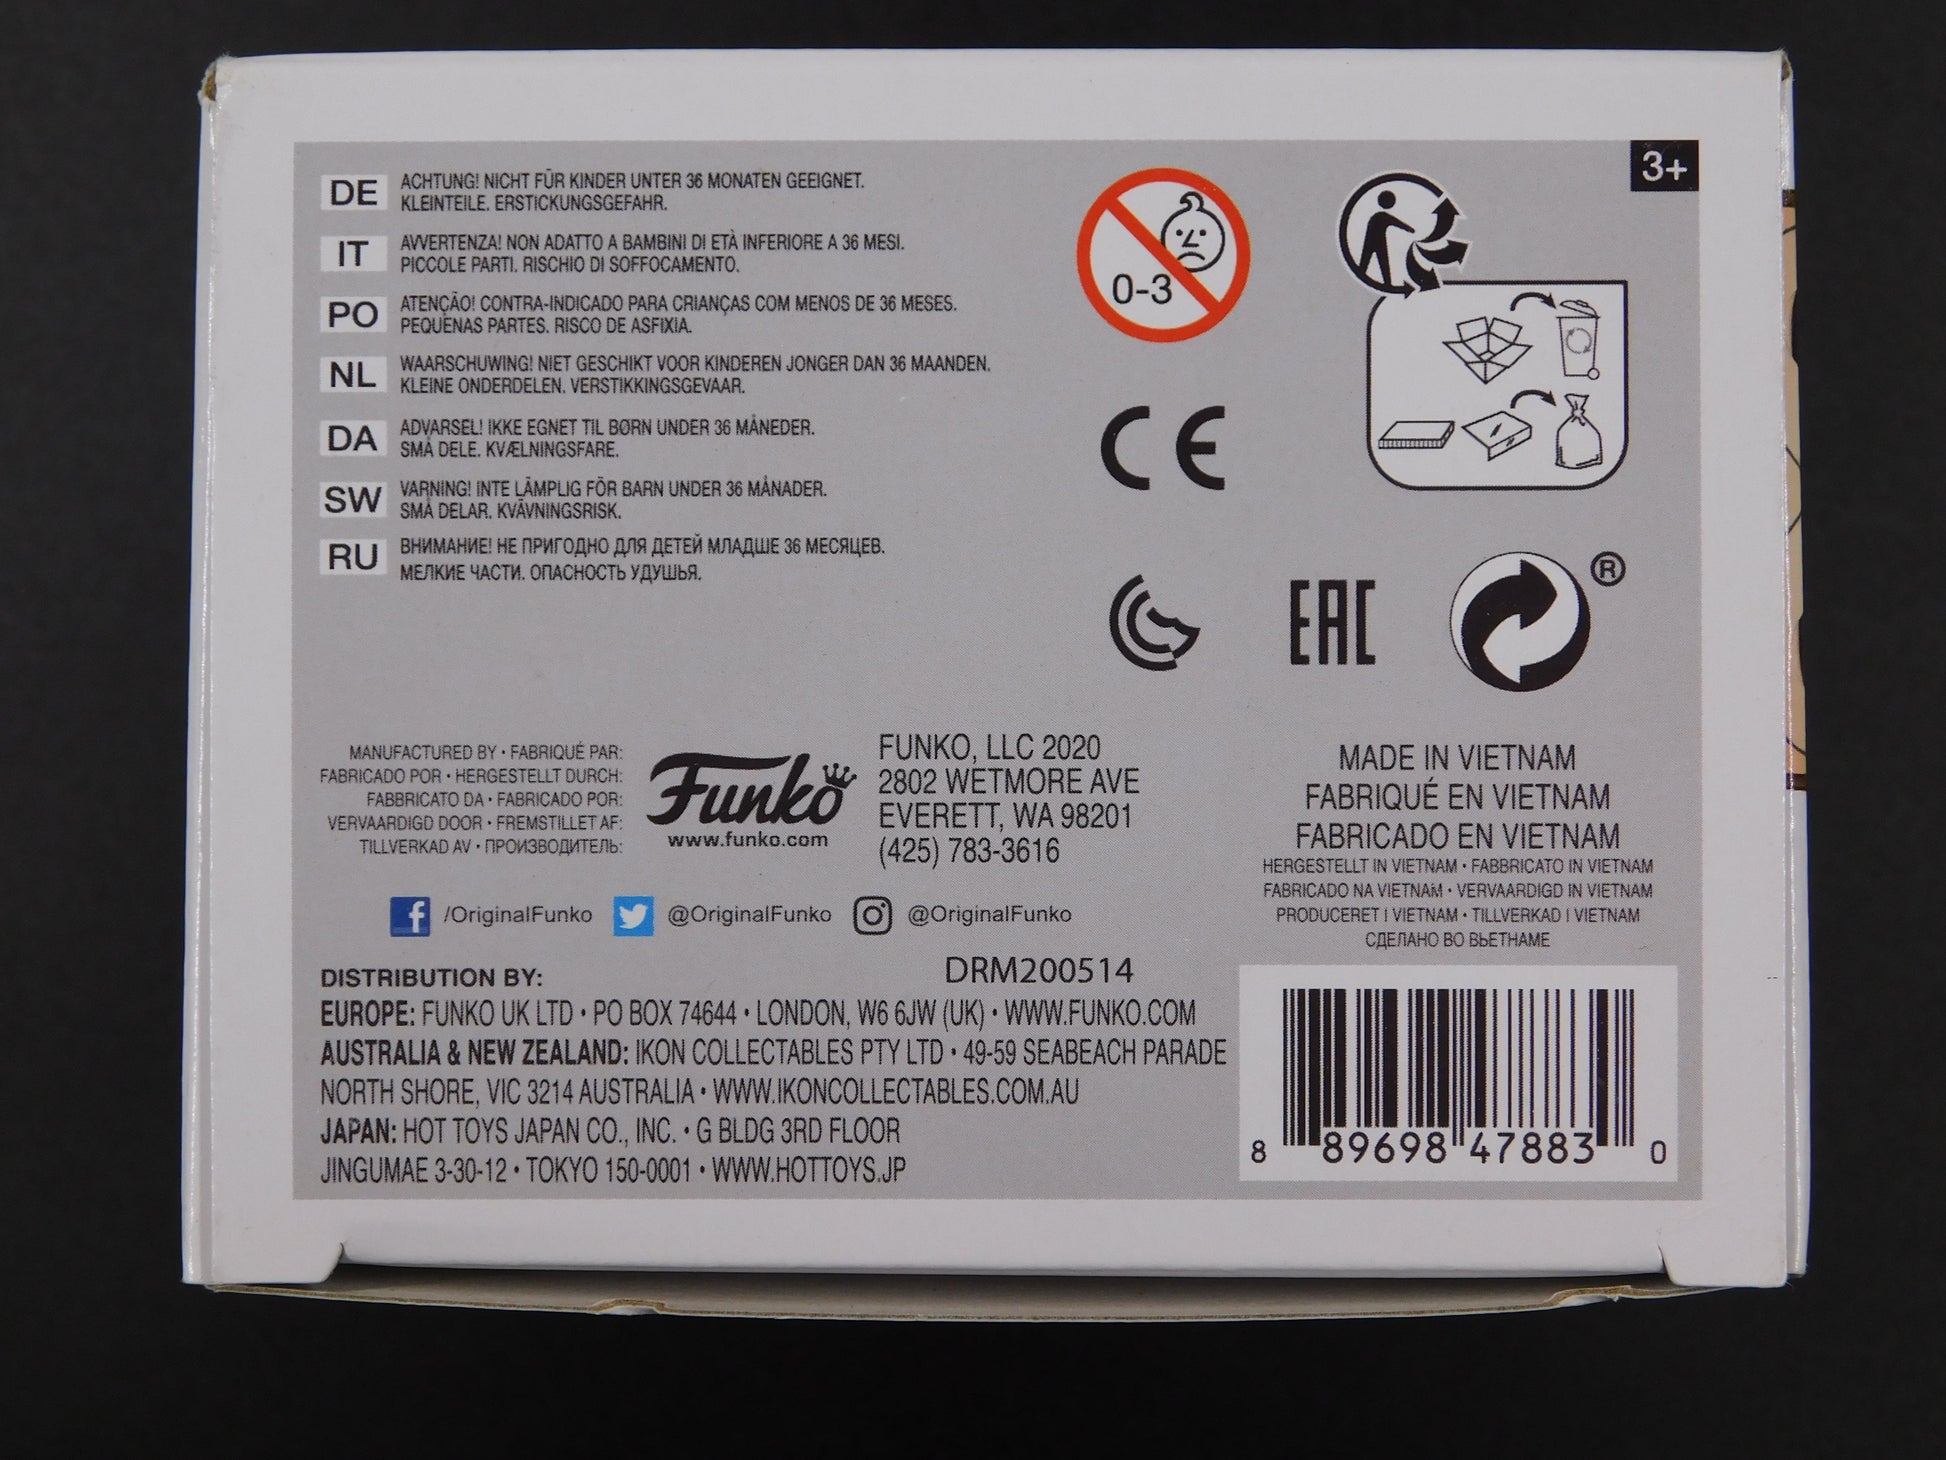 3+
DE ACHTUNG! NICHT FÜR KINDER UNTER 36 MONATEN GEEIGNET.
KLEINTEILE. ERSTICKUNGSGEFAHR.
IT AVVERTENZA! NON ADATTO A BAMBINI DI ETÀ INFERIORE A 36 MESI.
PICCOLE PARTI. RISCHIO DI SOFFOCAMENTO.
PO ATENÇÃO! CONTRA-INDICADO PARA CRIANÇAS COM MENOS DE 36 MESES.
PEQUENAS PARTES. RISCO DE ASFIXIA.
NL WAARSCHUWING! NIET GESCHIKT VOOR KINDEREN JONGER DAN 36 MAANDEN.
KLEINE ONDERDELEN. VERSTIKKINGSGEVAAR.
DA ADVARSEL! IKKE EGNET TIL BØRN UNDER 36 MÅNEDER.
SMÅ DELE. KVÆLNINGSFARE.
SW VARNING! INTE LÄMPLIG FÖR BARN UNDER 36 MÅNADER.
SMÅ DELAR. KVÄVNINGSRISK.
RU ВНИМАНИЕ! НЕ ПРИГОДНО ДЛЯ ДЕТЕЙ МЛАДШЕ 36 МЕСЯЦЕВ.
МЕЛКИЕ ЧАСТИ. ОПАСНОСТЬ УДУШЬЯ.
0-3
CE
EAC
®
MANUFACTURED BY • FABRIQUÉ PAR:
FABRICADO POR • HERGESTELLT DURCH:
FABBRICATO DA • FABRICADO POR:
VERVAARDIGD DOOR • FREMSTILLET AF:
TILLVERKAD AV • ПРОИЗВОДИТЕЛЬ:
Funko
www.funko.com
FUNKO, LLC 2020
2802 WETMORE AVE
EVERETT, WA 98201
(425) 783-3616
MADE IN VIETNAM
FABRIQUÉ EN VIETNAM
FABRICADO EN VIETNAM
HERGESTELLT IN VIETNAM • FABBRICATO IN VIETNAM
FABRICADO NA VIETNAM • VERVAARDIGD IN VIETNAM
PRODUCERET I VIETNAM • TILLVERKAD I VIETNAM
СДЕЛАНО ВО ВЬЕТНАМЕ
/OriginalFunko @OriginalFunko @OriginalFunko
DRM200514
DISTRIBUTION BY:
EUROPE: FUNKO UK LTD • PO BOX 74644 • LONDON, W6 6JW (UK) • WWW.FUNKO.COM
AUSTRALIA & NEW ZEALAND: IKON COLLECTABLES PTY LTD • 49-59 SEABEACH PARADE
NORTH SHORE, VIC 3214 AUSTRALIA • WWW.IKONCOLLECTABLES.COM.AU
JAPAN: HOT TOYS JAPAN CO., INC. • G BLDG 3RD FLOOR
JINGUMAE 3-30-12 • TOKYO 150-0001 • WWW.HOTTOYS.JP
8 89698 47883 0